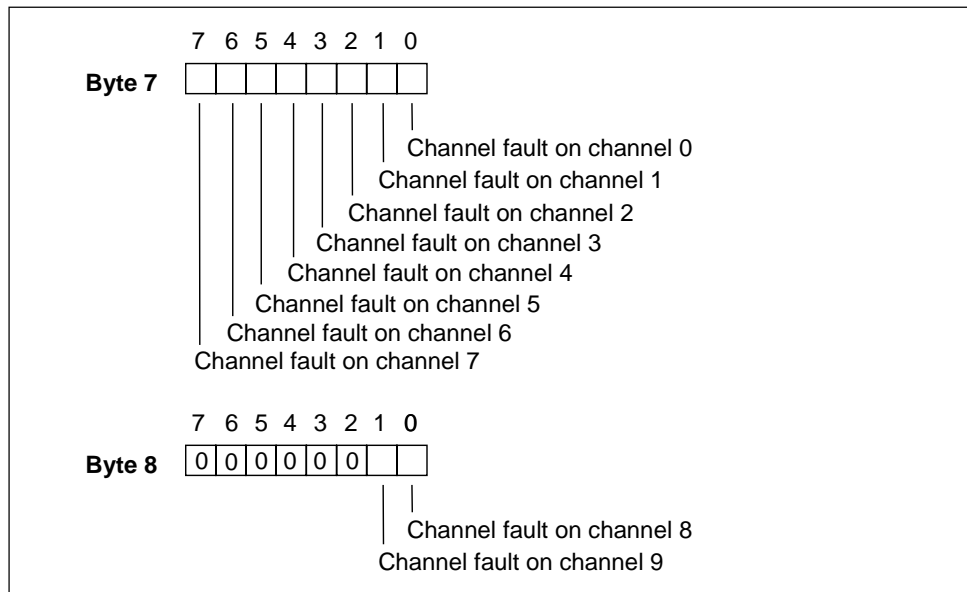 7 6 5 4 3 2 1 0
Byte 7
Channel fault on channel 0
Channel fault on channel 1
Channel fault on channel 2
Channel fault on channel 3
Channel fault on channel 4
Channel fault on channel 5
Channel fault on channel 6
Channel fault on channel 7
7 6 5 4 3 2 1 0
Byte 8 0 0 0 0 0 0
Channel fault on channel 8
Channel fault on channel 9